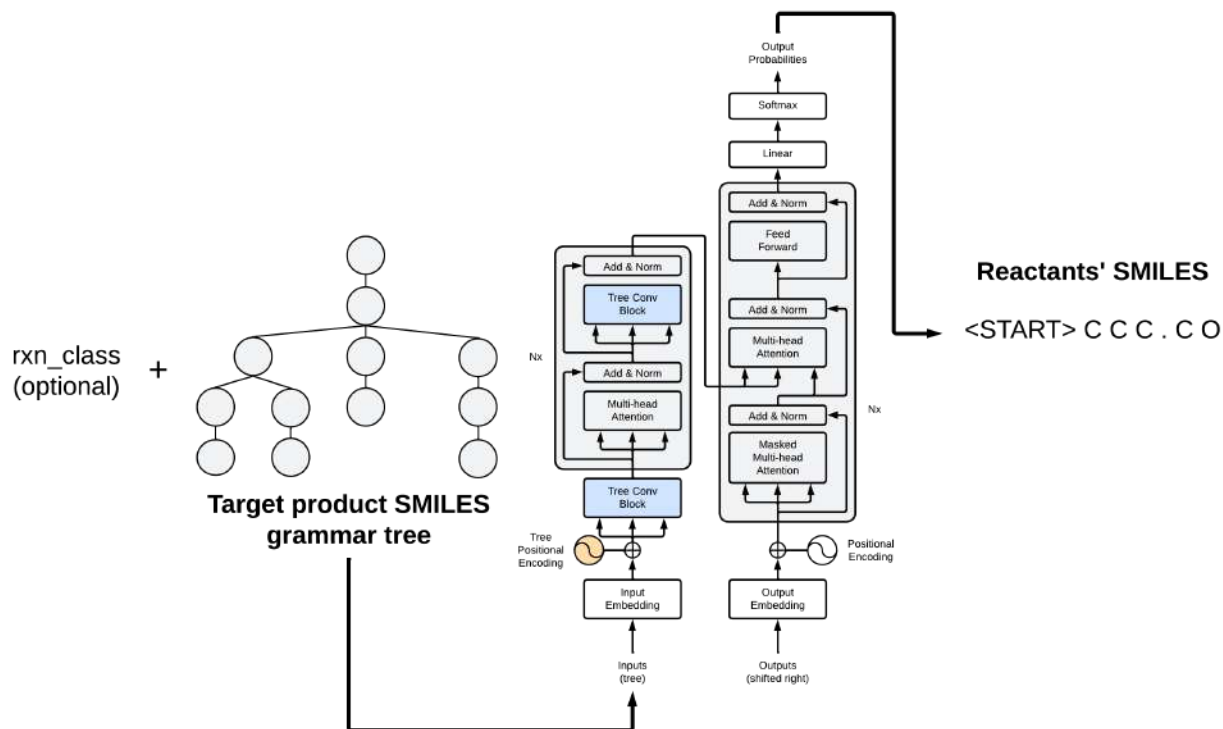 rxn_class
(optional)
+
Target product SMILES
grammar tree
Output
Probabilities
Softmax
Linear
Add & Norm
Feed
Forward
Add & Norm
Multi-head
Attention
Add & Norm
Masked
Multi-head
Attention
Nx
Positional
Encoding
Output
Embedding
Outputs
(shifted right)
Add & Norm
Tree Conv
Block
Nx
Add & Norm
Multi-head
Attention
Tree Conv
Block
Tree
Positional
Encoding
Input
Embedding
Inputs
(tree)
Reactants' SMILES
<START> C C C . C O